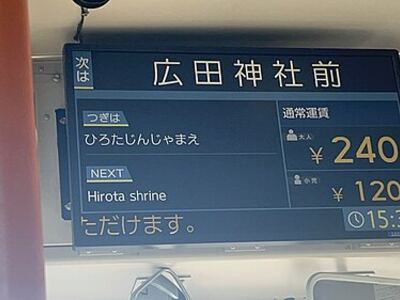 次は 広田神社前
つぎは
ひろたじんじゃまえ
NEXT
Hirota shrine
通常運賃
大人 ¥240
小児 ¥120
15:3
ただけます。